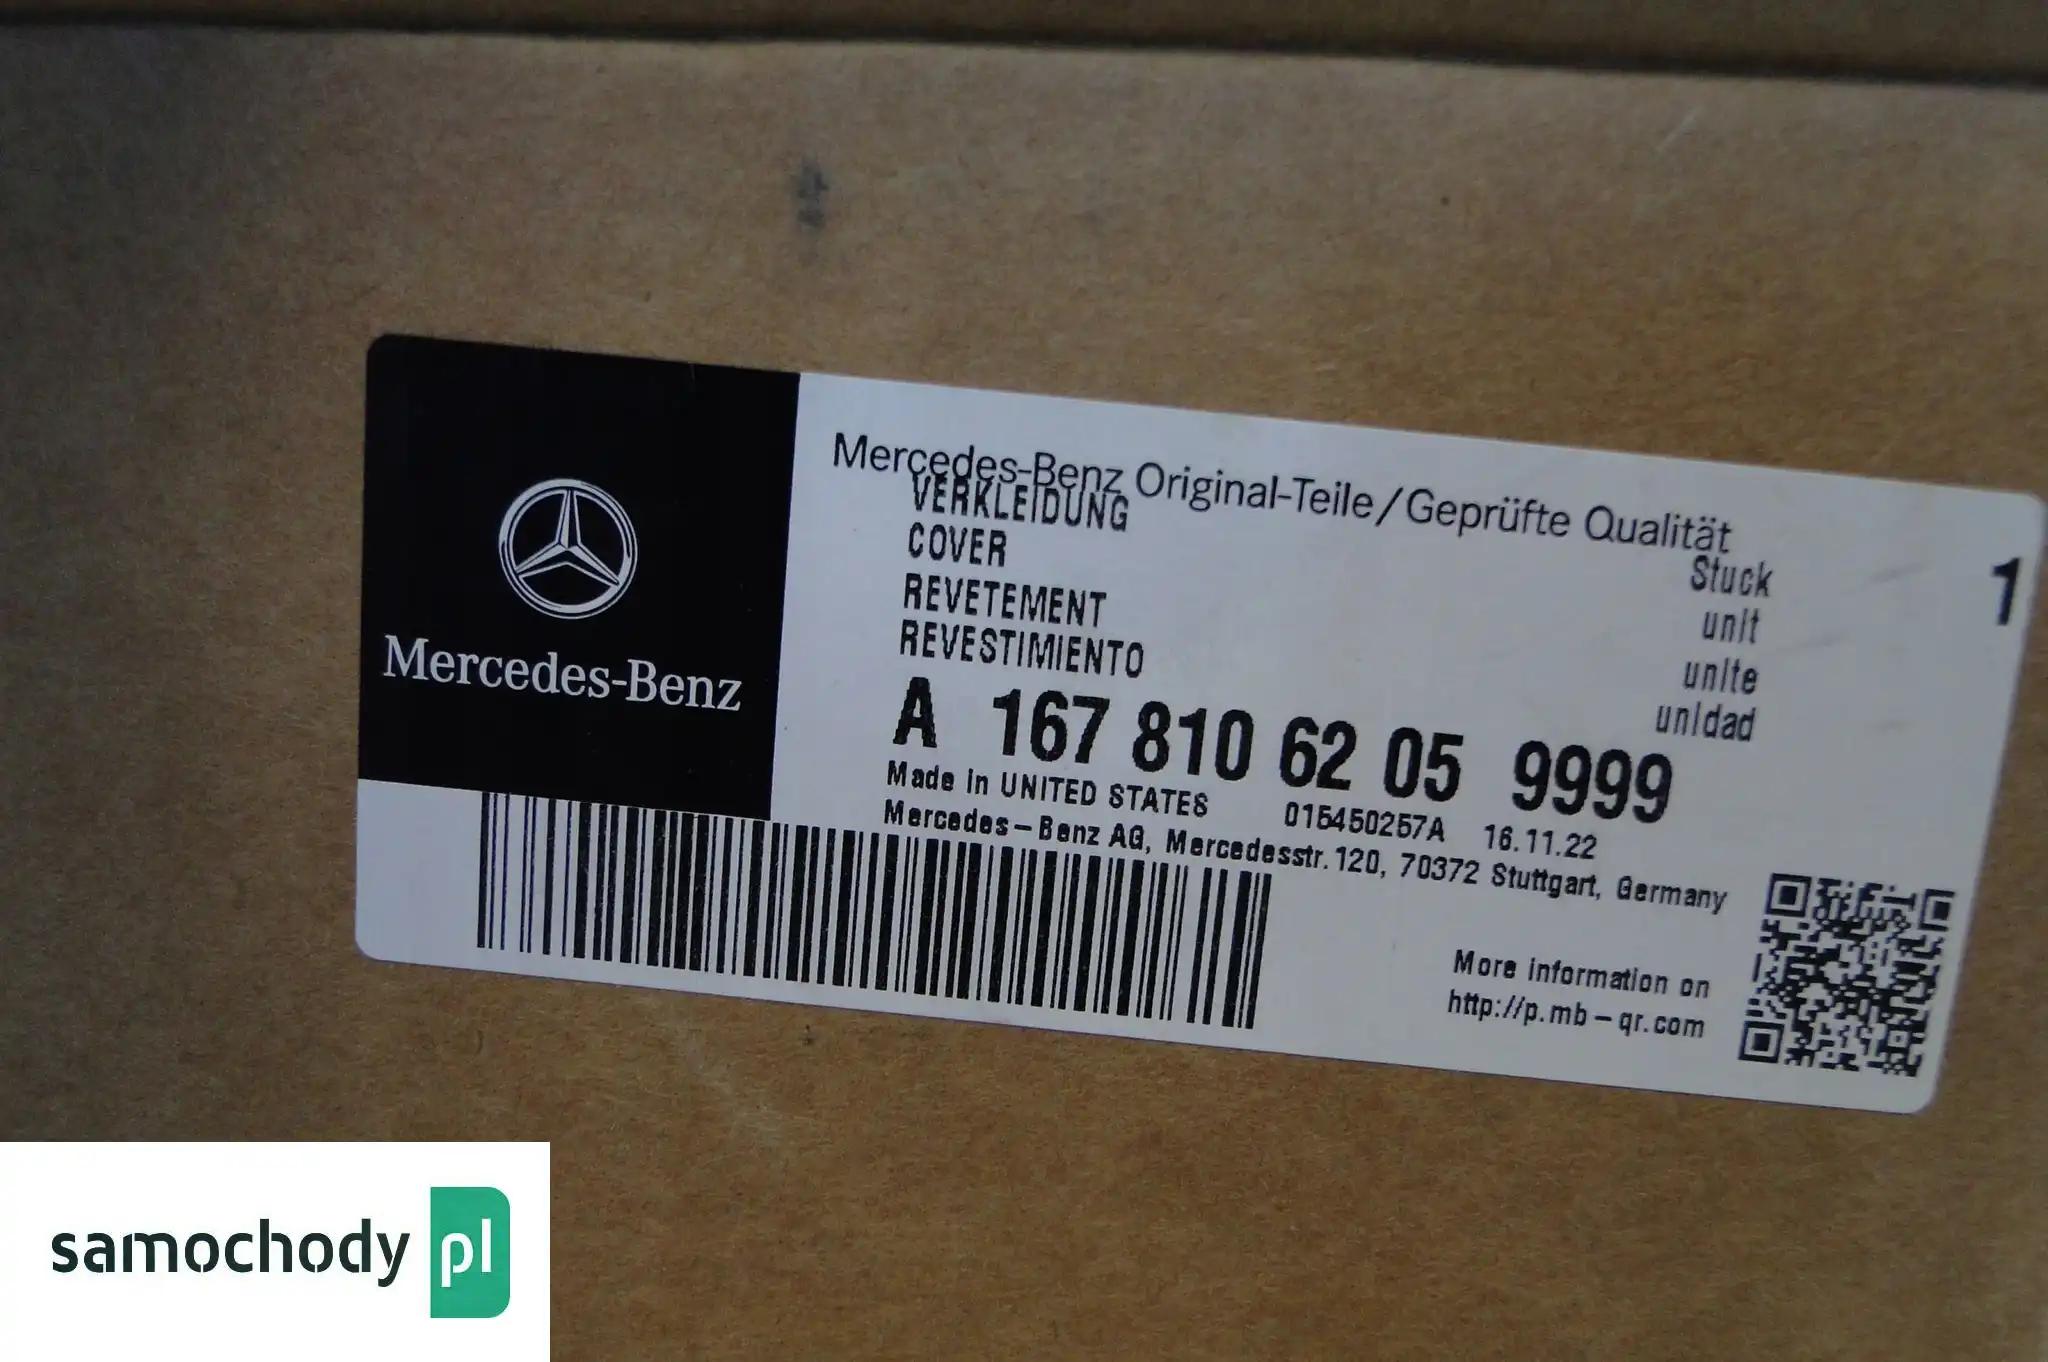 Mercedes-Benz
Mercedes-Benz Original-Teile/Geprüfte Qualität
VERKLEIDUNG
COVER
REVETEMENT
REVESTIMIENTO
Stuck 1
unit
unite
unidad
A 167 810 62 05 9999
Made in UNITED STATES 015450257A 16.11.22
Mercedes-Benz AG, Mercedesstr.120, 70372 Stuttgart, Germany
More information on
http://p.mb-qr.com
samochody pl